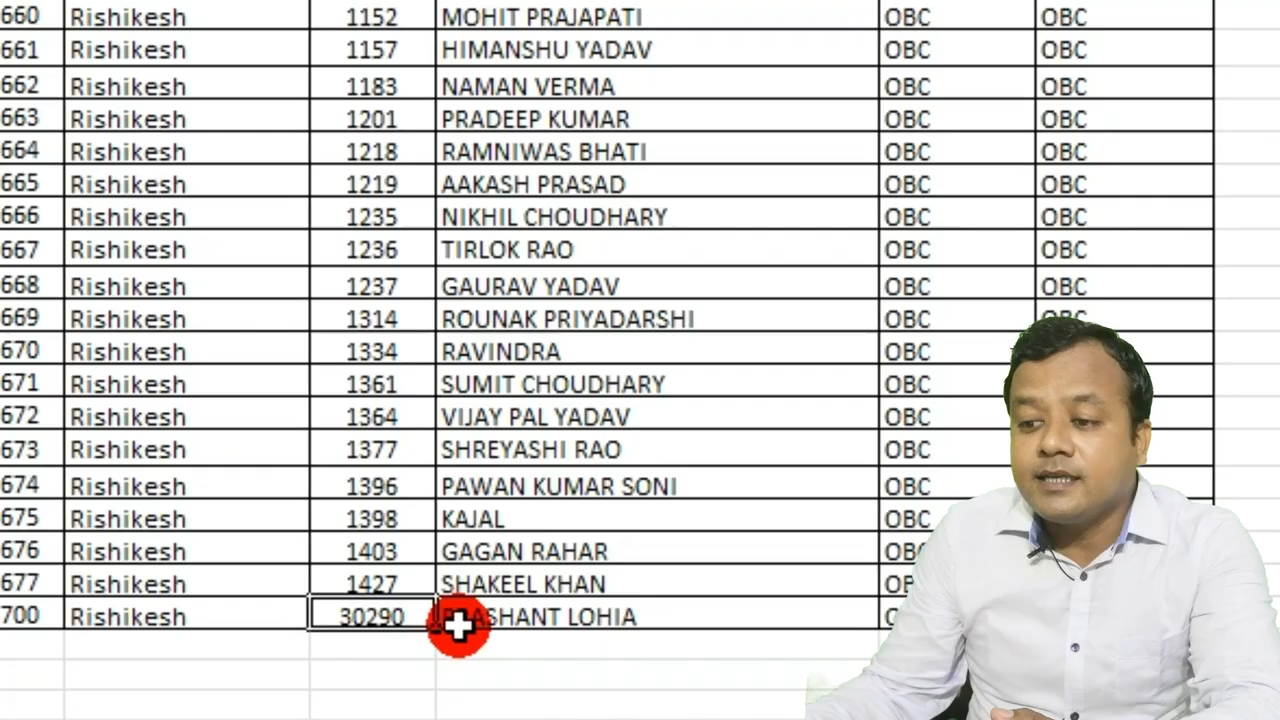 660 Rishikesh 1152 MOHIT PRAJAPATI OBC OBC
661 Rishikesh 1157 HIMANSHU YADAV OBC OBC
662 Rishikesh 1183 NAMAN VERMA OBC OBC
663 Rishikesh 1201 PRADEEP KUMAR OBC OBC
664 Rishikesh 1218 RAMNIWAS BHATI OBC OBC
665 Rishikesh 1219 AAKASH PRASAD OBC OBC
666 Rishikesh 1235 NIKHIL CHOUDHARY OBC OBC
667 Rishikesh 1236 TIRLOK RAO OBC OBC
668 Rishikesh 1237 GAURAV YADAV OBC OBC
669 Rishikesh 1314 ROUNAK PRIYADARSHI OBC OBC
670 Rishikesh 1334 RAVINDRA OBC
671 Rishikesh 1361 SUMIT CHOUDHARY OBC
672 Rishikesh 1364 VIJAY PAL YADAV OBC
673 Rishikesh 1377 SHREYASHI RAO OBC
674 Rishikesh 1396 PAWAN KUMAR SONI OBC
675 Rishikesh 1398 KAJAL OBC
676 Rishikesh 1403 GAGAN RAHAR
677 Rishikesh 1427 SHAKEEL KHAN
700 Rishikesh 30290 LOHIA